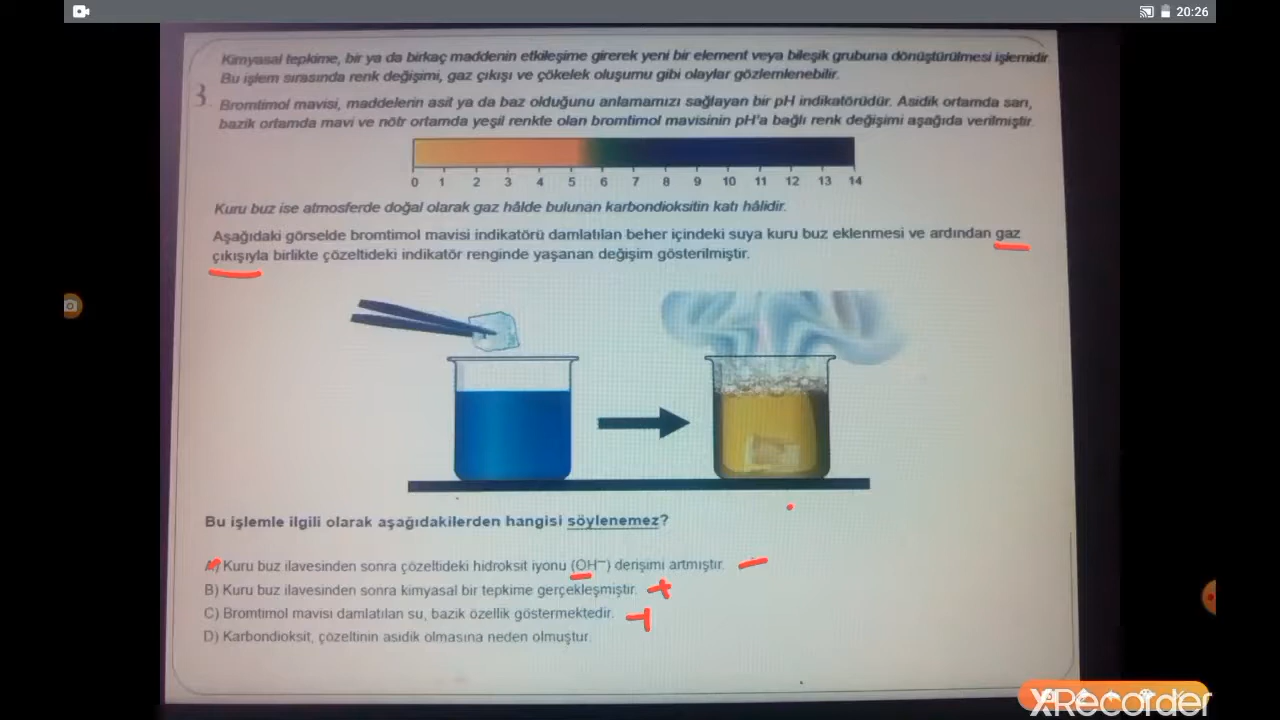 20:26
Kimyasal tepkime, bir ya da birkaç maddenin etkileşime girerek yeni bir element veya bileşik grubuna dönüştürülmesi işlemidir.
Bu işlem sırasında renk değişimi, gaz çıkışı ve çökelek oluşumu gibi olaylar gözlemlenebilir.
3.
Bromtimol mavisi, maddelerin asit ya da baz olduğunu anlamamızı sağlayan bir pH indikatörüdür. Asidik ortamda sarı,
bazik ortamda mavi ve nötr ortamda yeşil renkte olan bromtimol mavisinin pH'a bağlı renk değişimi aşağıda verilmiştir.
0 1 2 3 4 5 6 7 8 9 10 11 12 13 14
Kuru buz ise atmosferde doğal olarak gaz hâlde bulunan karbondioksitin katı hâlidir.
Aşağıdaki görselde bromtimol mavisi indikatörü damlatılan beher içindeki suya kuru buz eklenmesi ve ardından gaz
çıkışıyla birlikte çözeltideki indikatör renginde yaşanan değişim gösterilmiştir.
Bu işlemle ilgili olarak aşağıdakilerden hangisi söylenemez?
A) Kuru buz ilavesinden sonra çözeltideki hidroksit iyonu (OH⁻) derişimi artmıştır.
B) Kuru buz ilavesinden sonra kimyasal bir tepkime gerçekleşmiştir.
C) Bromtimol mavisi damlatılan su, bazik özellik göstermektedir.
D) Karbondioksit, çözeltinin asidik olmasına neden olmuştur.
XRecorder